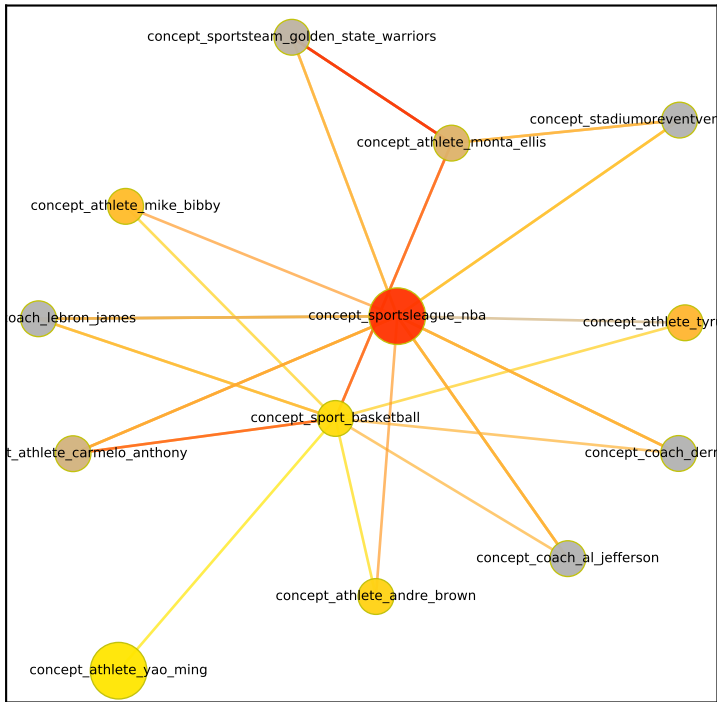 concept_sportsteam_golden_state_warriors
concept_stadiumoreventver
concept_athlete_monta_ellis
concept_athlete_mike_bibby
oach_lebron_james
concept_sportsleague_nba
concept_athlete_tyr
concept_sport_basketball
t_athlete_carmelo_anthony
concept_coach_derr
concept_coach_al_jefferson
concept_athlete_andre_brown
concept_athlete_yao_ming